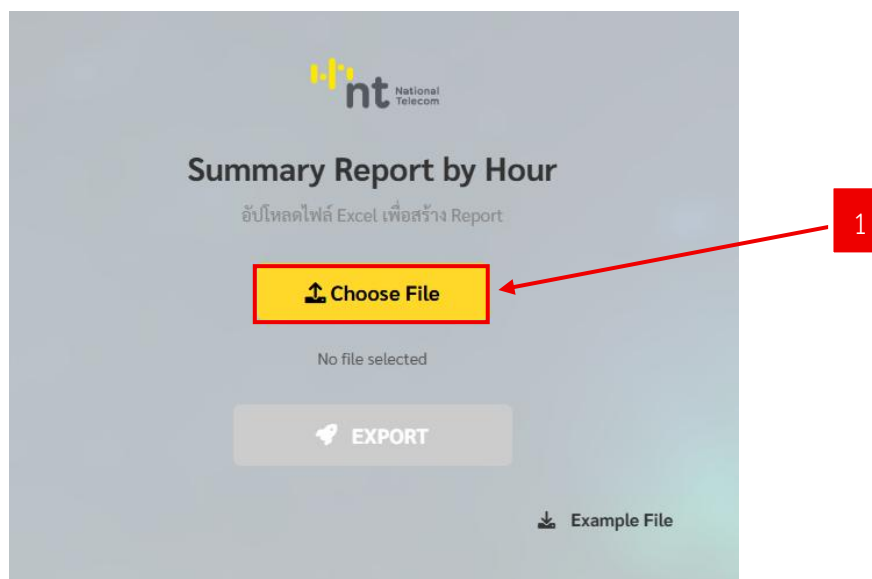 nt National
Telecom
Summary Report by Hour
อัปโหลดไฟล์ Excel เพื่อสร้าง Report
1
Choose File
No file selected
EXPORT
Example File